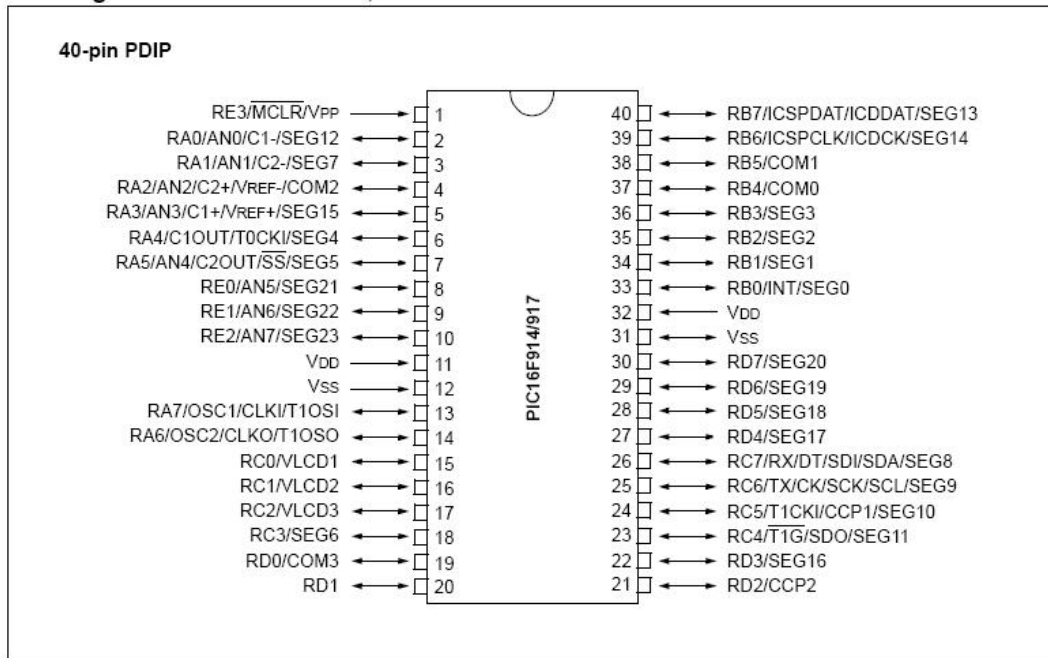 40-pin PDIP
RE3/MCLR/VPP 1
RA0/AN0/C1-/SEG12 2
RA1/AN1/C2-/SEG7 3
RA2/AN2/C2+/VREF-/COM2 4
RA3/AN3/C1+/VREF+/SEG15 5
RA4/C1OUT/T0CKI/SEG4 6
RA5/AN4/C2OUT/SS/SEG5 7
RE0/AN5/SEG21 8
RE1/AN6/SEG22 9
RE2/AN7/SEG23 10
VDD 11
VSS 12
RA7/OSC1/CLKI/T1OSI 13
RA6/OSC2/CLKO/T1OSO 14
RC0/VLCD1 15
RC1/VLCD2 16
RC2/VLCD3 17
RC3/SEG6 18
RD0/COM3 19
RD1 20
PIC16F914/917
40 RB7/ICSPDAT/ICDDAT/SEG13
39 RB6/ICSPCLK/ICDCK/SEG14
38 RB5/COM1
37 RB4/COM0
36 RB3/SEG3
35 RB2/SEG2
34 RB1/SEG1
33 RB0/INT/SEG0
32 VDD
31 VSS
30 RD7/SEG20
29 RD6/SEG19
28 RD5/SEG18
27 RD4/SEG17
26 RC7/RX/DT/SDI/SDA/SEG8
25 RC6/TX/CK/SCK/SCL/SEG9
24 RC5/T1CKI/CCP1/SEG10
23 RC4/T1G/SDO/SEG11
22 RD3/SEG16
21 RD2/CCP2